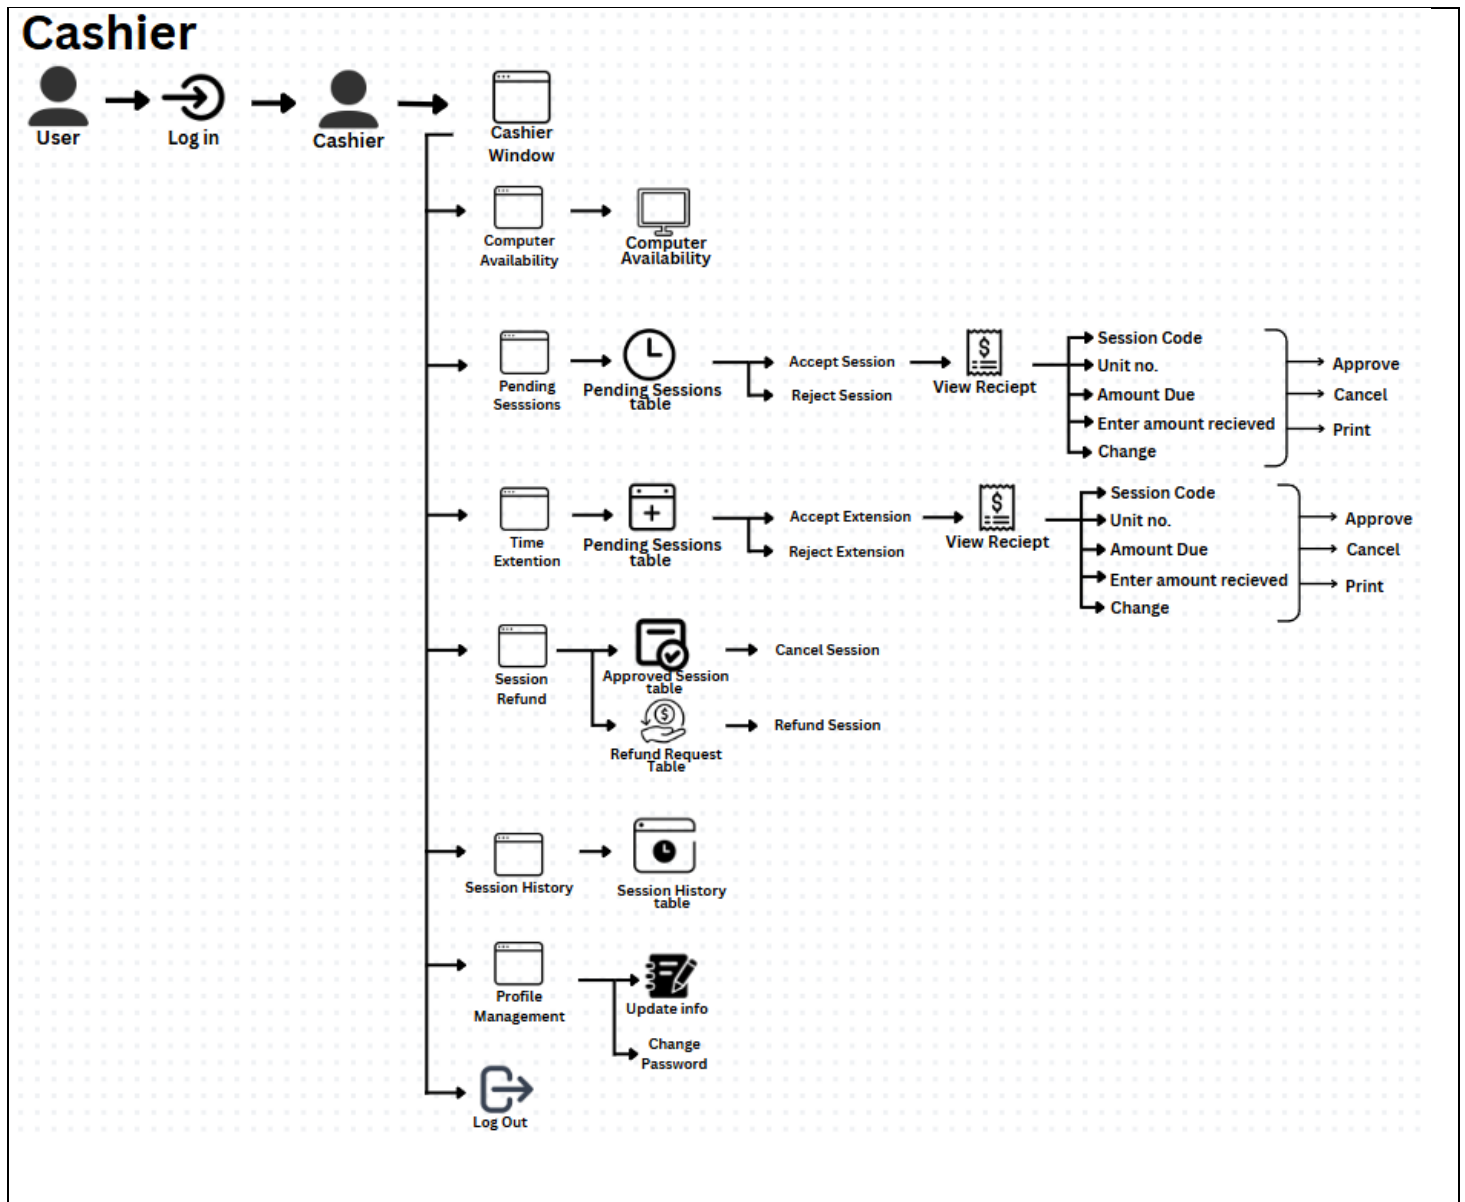 Cashier
User
Log in
Cashier
Cashier
Window
Computer
Availability
Computer
Availability
Pending
Sesssions
Pending Sessions
table
Accept Session
Reject Session
View Reciept
Session Code
Unit no.
Amount Due
Enter amount recieved
Change
Approve
Cancel
Print
Time
Extention
Pending Sessions
table
Accept Extension
Reject Extension
View Reciept
Session Code
Unit no.
Amount Due
Enter amount recieved
Change
Approve
Cancel
Print
Session
Refund
Approved Session
table
Cancel Session
Refund Request
Table
Refund Session
Session History
Session History
table
Profile
Management
Update info
Change
Password
Log Out